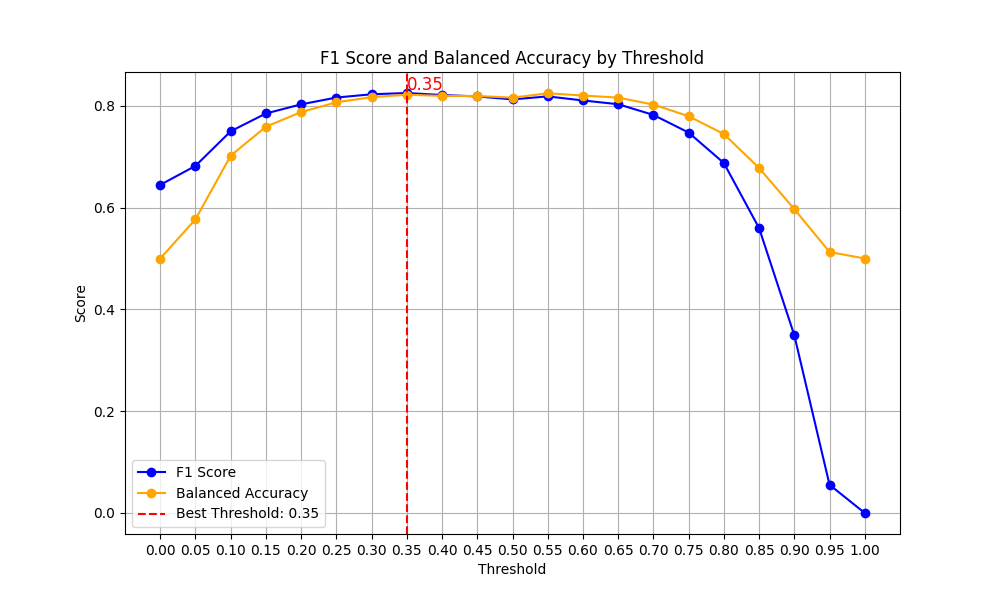 F1 Score and Balanced Accuracy by Threshold
0.35
Score
0.8
0.6
0.4
0.2
0.0
F1 Score
Balanced Accuracy
Best Threshold: 0.35
0.00 0.05 0.10 0.15 0.20 0.25 0.30 0.35 0.40 0.45 0.50 0.55 0.60 0.65 0.70 0.75 0.80 0.85 0.90 0.95 1.00
Threshold